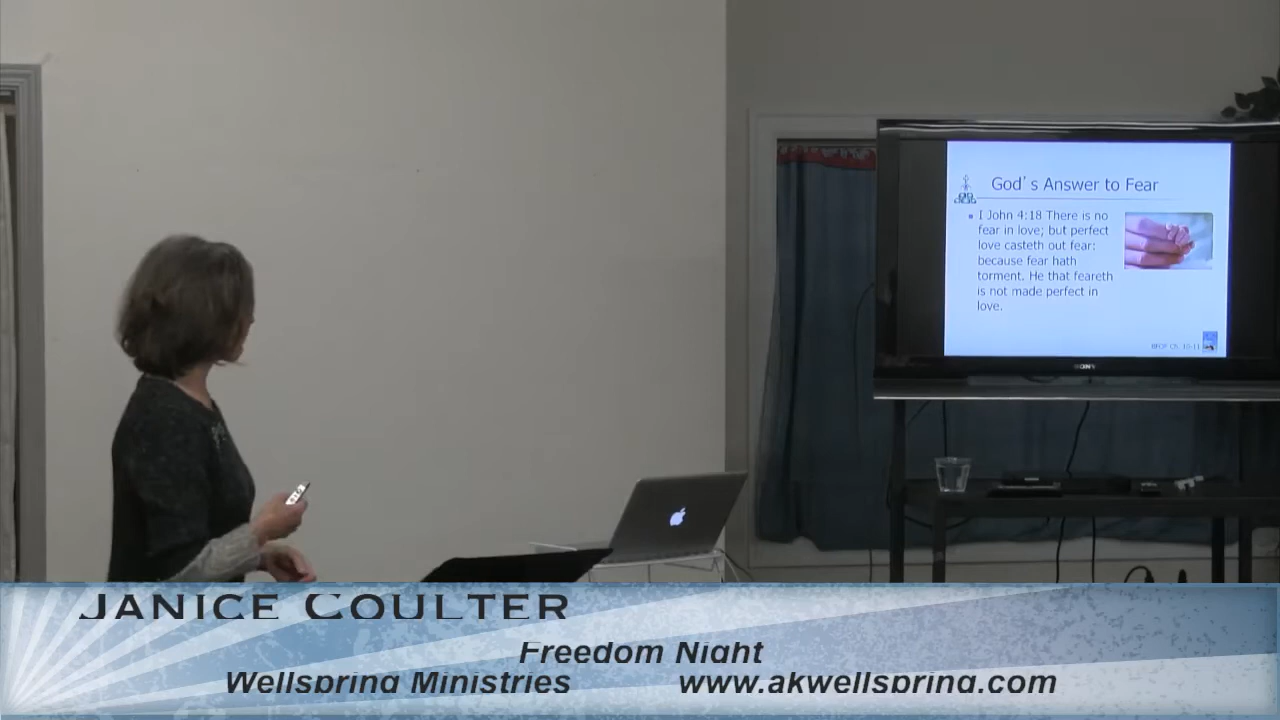 God's Answer to Fear
I John 4:18 There is no
fear in love; but perfect
love casteth out fear:
because fear hath
torment. He that feareth
is not made perfect in
love.
SONY
JANICE COULTER
Freedom Night
Wellspring Ministries
www.akwellspring.com